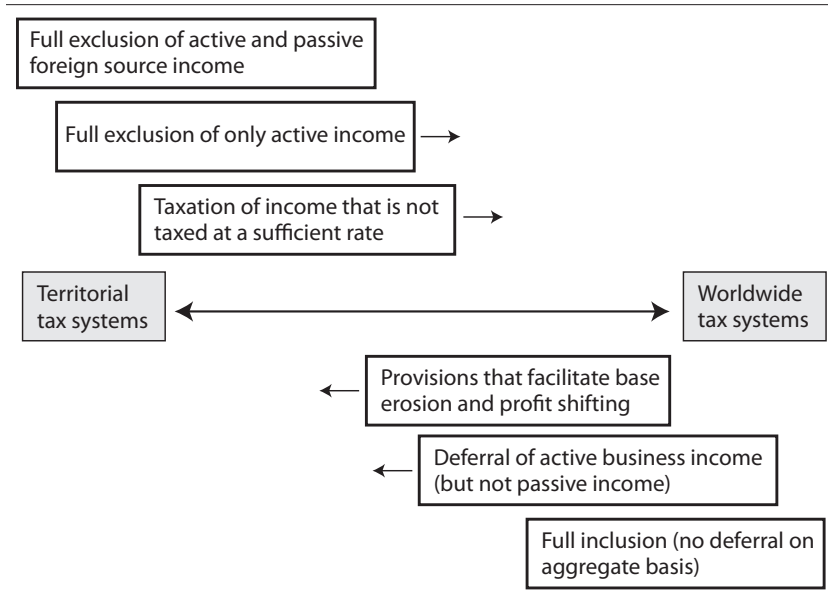 Full exclusion of active and passive
foreign source income
Full exclusion of only active income
Taxation of income that is not
taxed at a sufficient rate
Territorial
tax systems
Worldwide
tax systems
Provisions that facilitate base
erosion and profit shifting
Deferral of active business income
(but not passive income)
Full inclusion (no deferral on
aggregate basis)